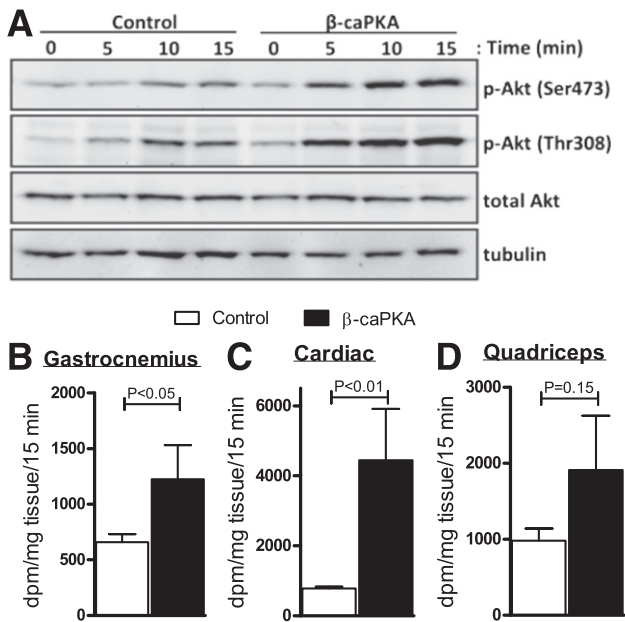 A
Control β-caPKA
0 5 10 15 0 5 10 15 : Time (min)
p-Akt (Ser473)
p-Akt (Thr308)
total Akt
tubulin
Control β-caPKA
B Gastrocnemius
dpm/mg tissue/15 min
2000
1500
1000
500
0
P<0.05
C Cardiac
dpm/mg tissue/15 min
6000
4000
2000
0
P<0.01
D Quadriceps
dpm/mg tissue/15 min
3000
2000
1000
0
P=0.15